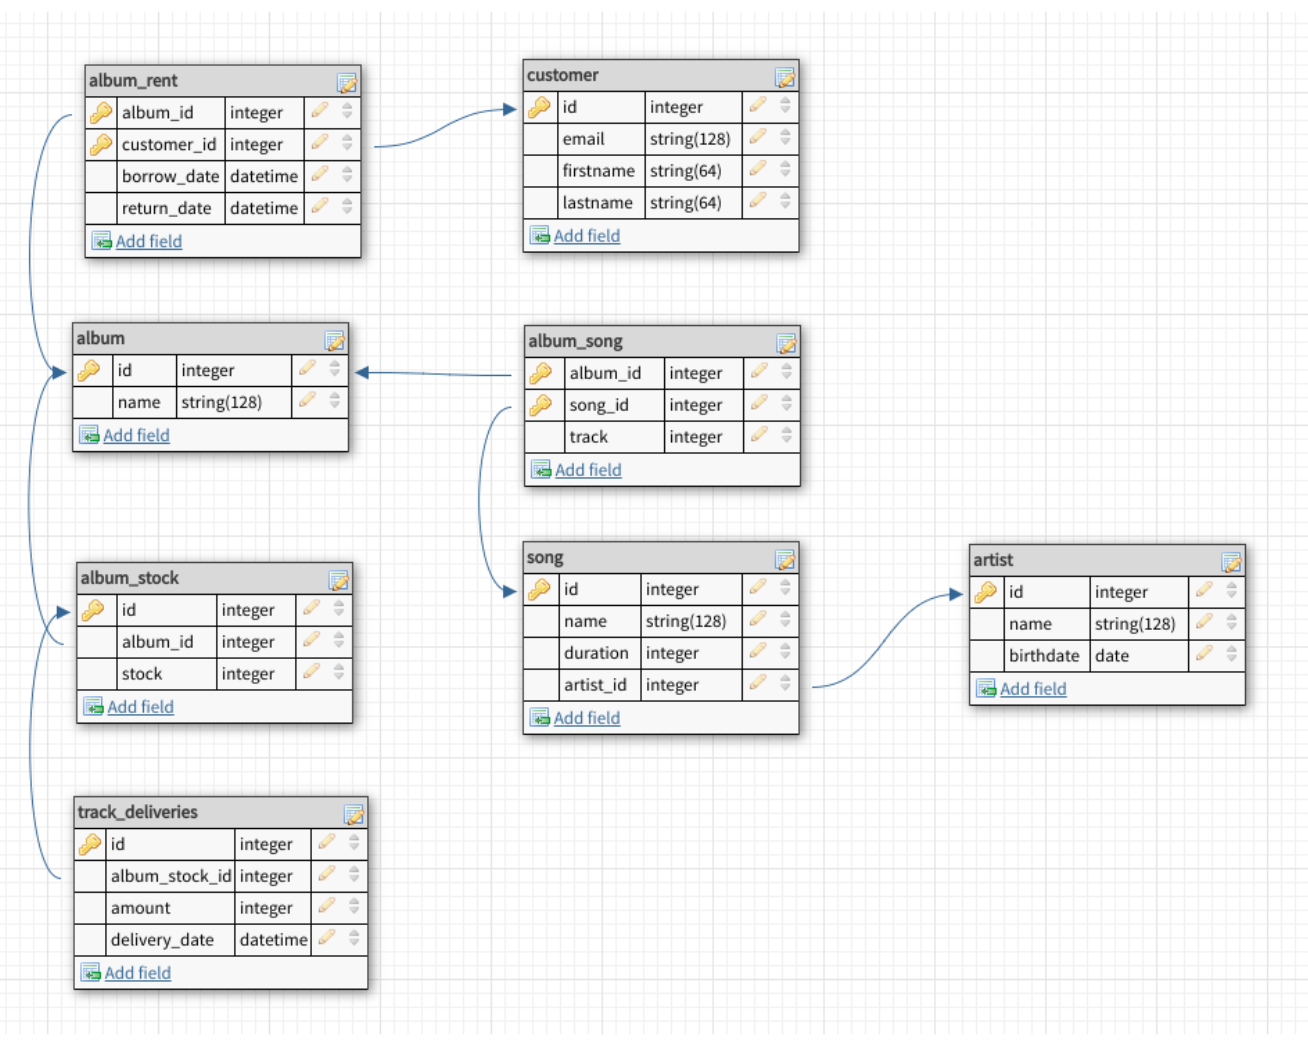 album_rent
album_id integer
customer_id integer
borrow_date datetime
return_date datetime
Add field
customer
id integer
email string(128)
firstname string(64)
lastname string(64)
Add field
album
id integer
name string(128)
Add field
album_song
album_id integer
song_id integer
track integer
Add field
album_stock
id integer
album_id integer
stock integer
Add field
song
id integer
name string(128)
duration integer
artist_id integer
Add field
artist
id integer
name string(128)
birthdate date
Add field
track_deliveries
id integer
album_stock_id integer
amount integer
delivery_date datetime
Add field